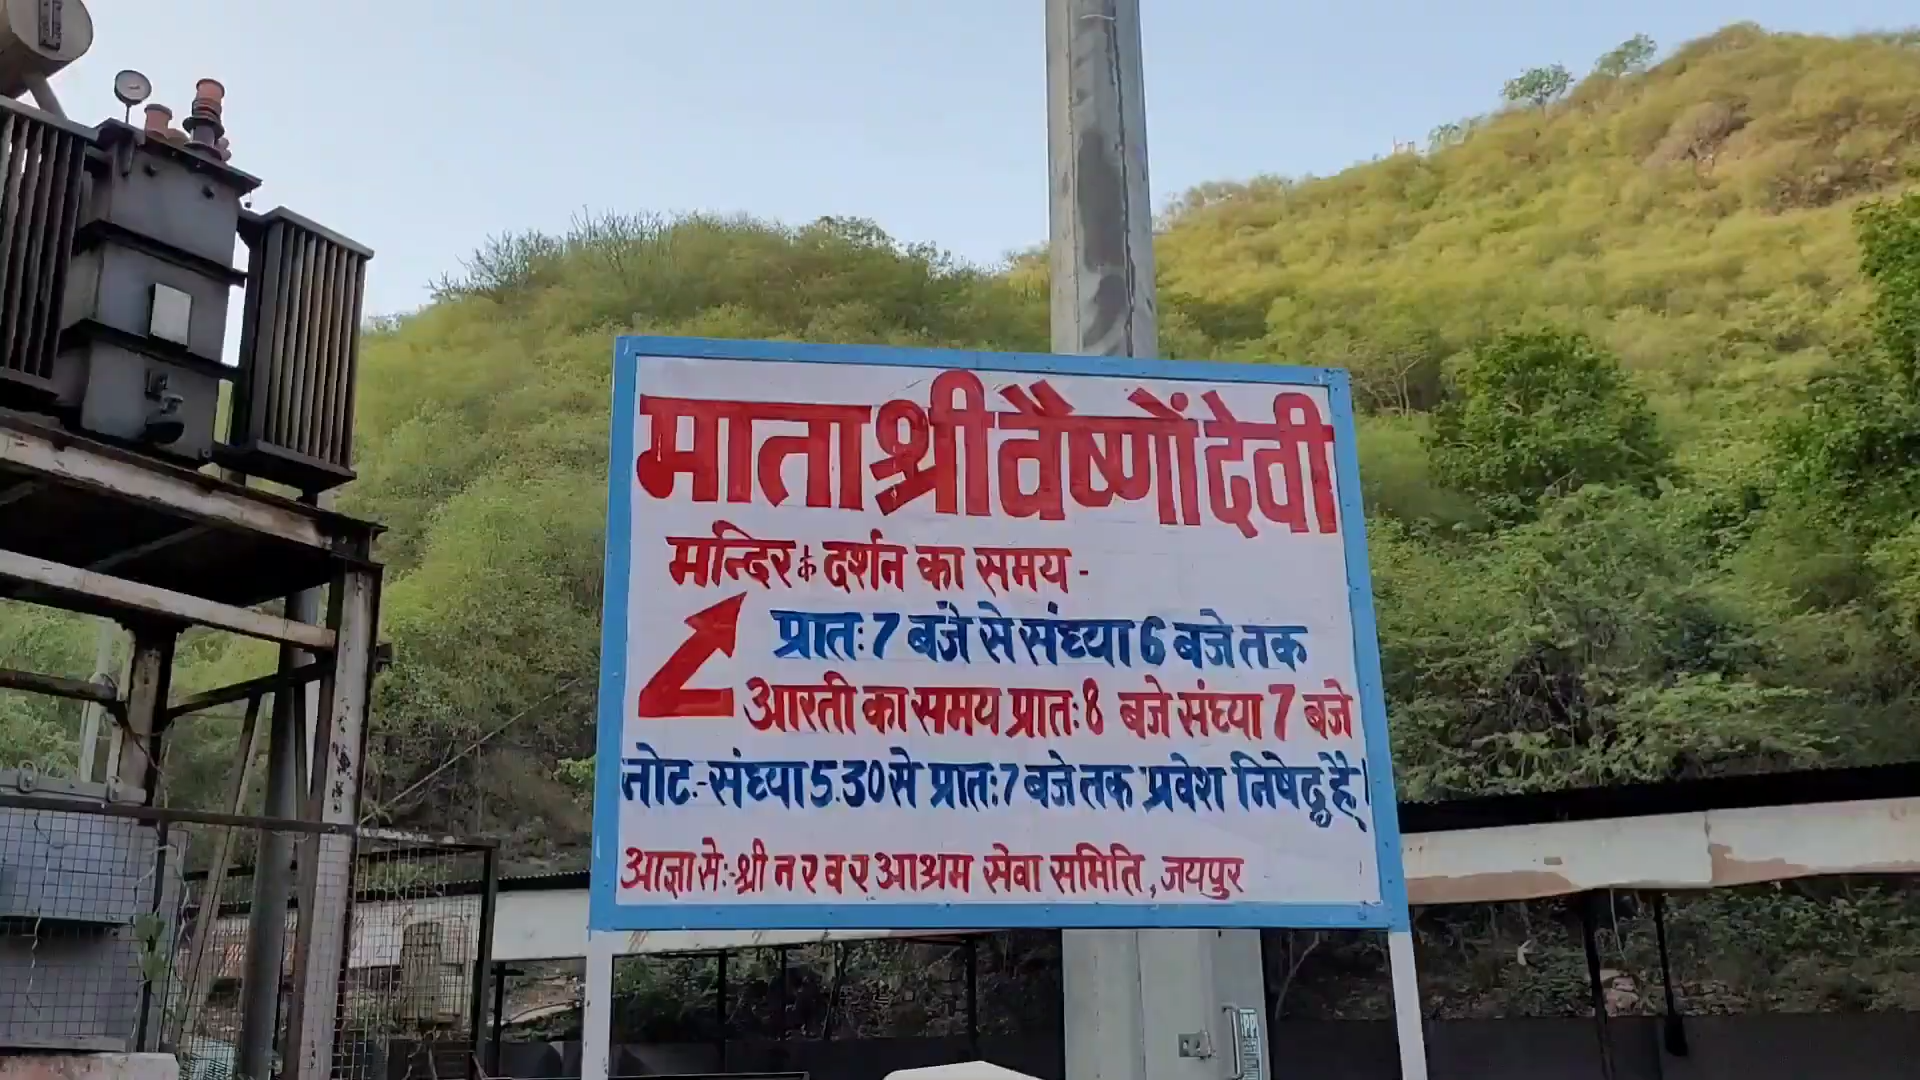 माता श्री वैष्णौं देवी
मन्दिर के दर्शन का समय -
प्रातः 7 बजे से संघ्या 6 बजे तक
आरती का समय प्रातः 8 बजे संघ्या 7 बजे
नोट:- संघ्या 5.30 से प्रातः 7 बजे तक प्रवेश निषेद्व है।
आज्ञा से:- श्री नरवर आश्रम सेवा समिति, जयपुर